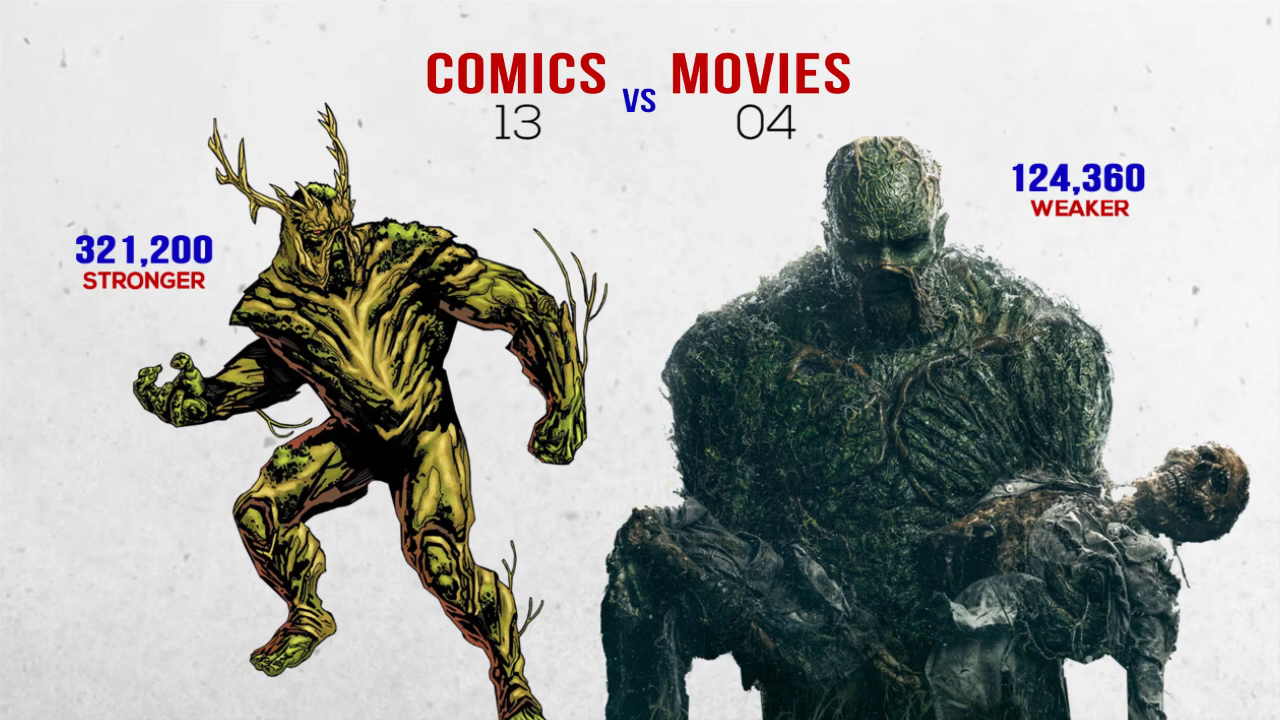 COMICS VS MOVIES
13
04
124,360
WEAKER
321,200
STRONGER